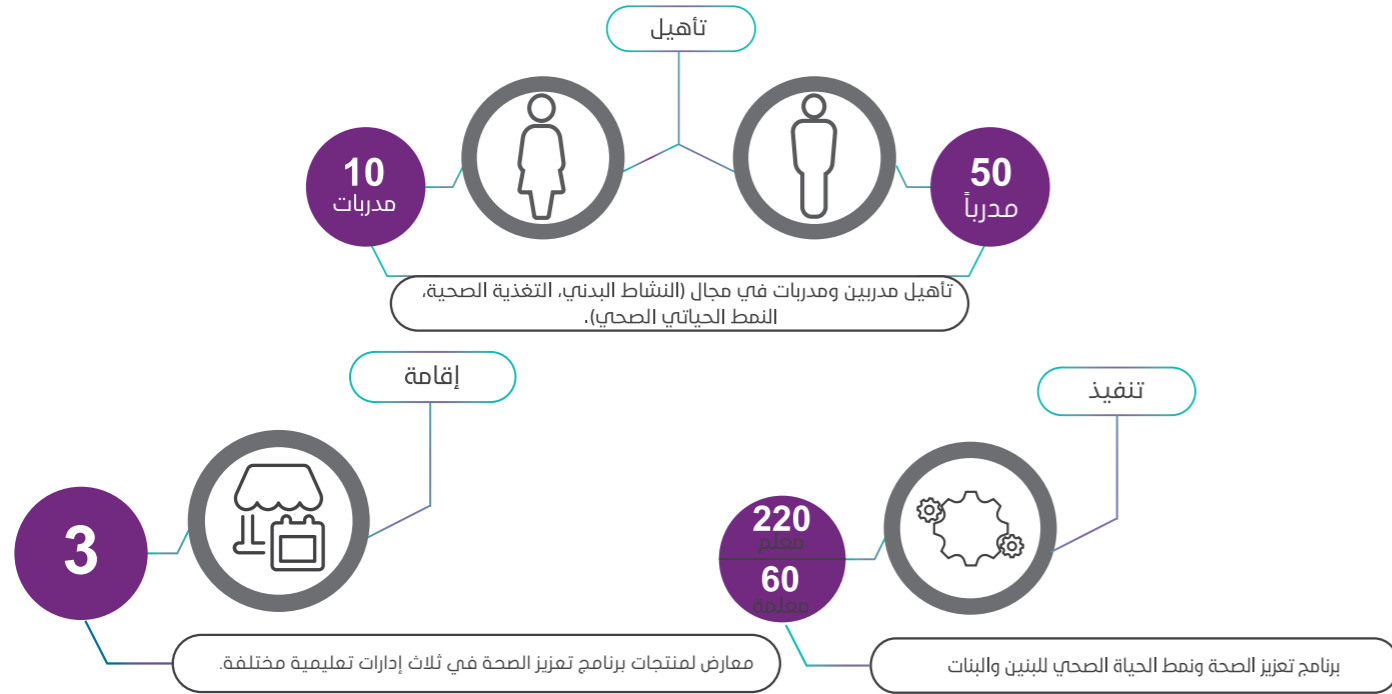 تأهيل
50
مدرباً
10
مدربات
تأهيل مدربين ومدربات في مجال (النشاط البدني، التغذية الصحية،
النمط الحياتي الصحي).
تنفيذ
220
معلم
60
معلمة
برنامج تعزيز الصحة ونمط الحياة الصحي للبنين والبنات
إقامة
3
معارض لمنتجات برنامج تعزيز الصحة في ثلاث إدارات تعليمية مختلفة.